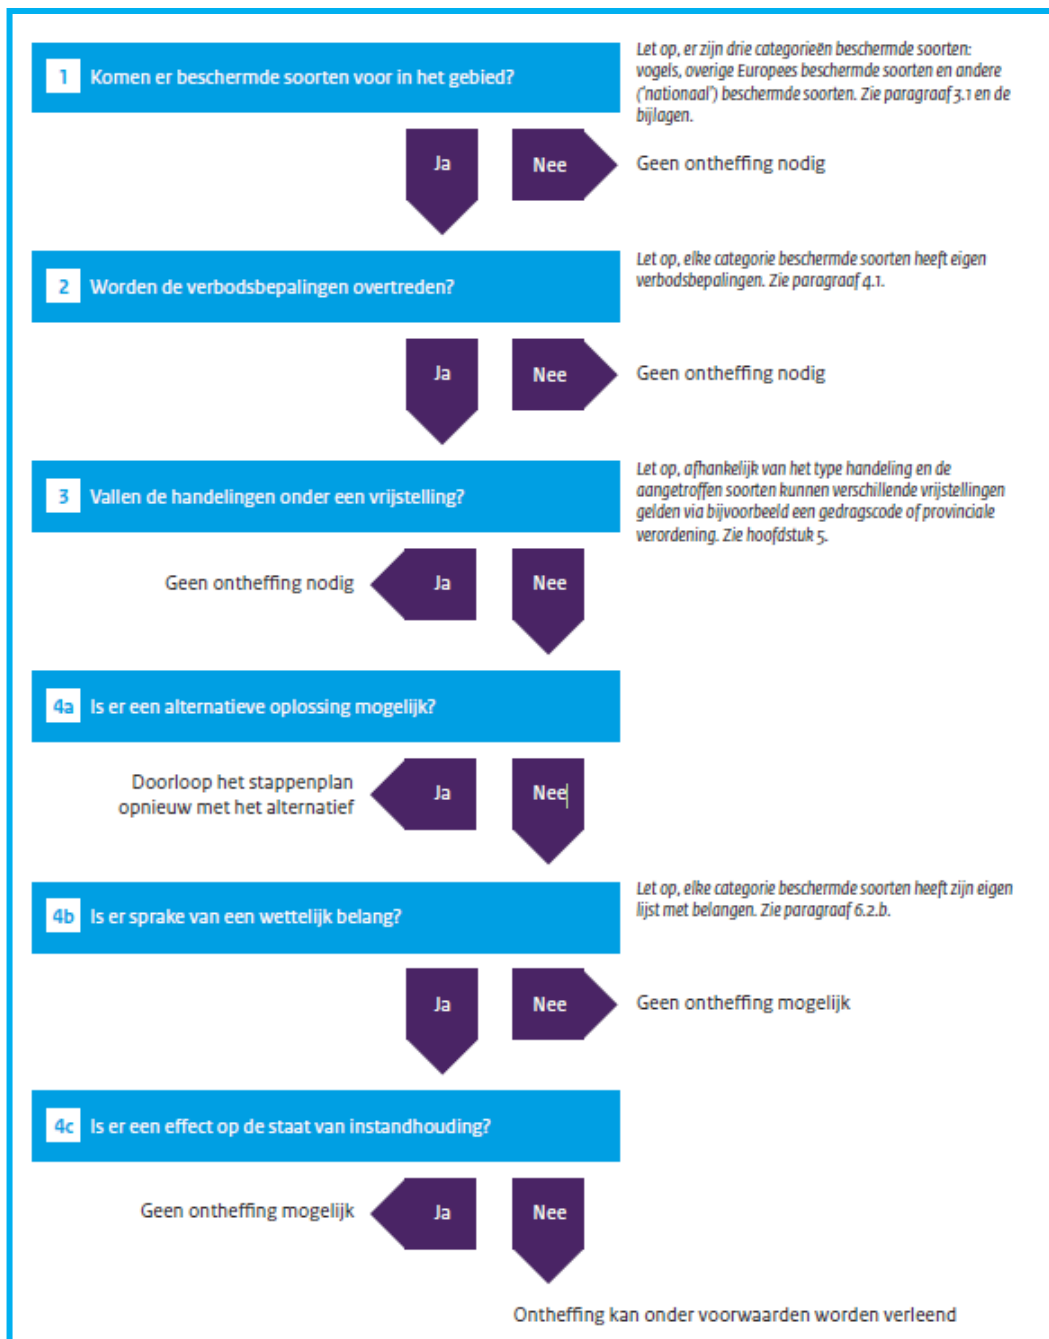 1 Komen er beschermde soorten voor in het gebied?
Let op, er zijn drie categorieën beschermde soorten:
vogels, overige Europees beschermde soorten en andere
('nationaal') beschermde soorten. Zie paragraaf 3.1 en de
bijlagen.
Ja
Nee
Geen ontheffing nodig
2 Worden de verbodsbepalingen overtreden?
Let op, elke categorie beschermde soorten heeft eigen
verbodsbepalingen. Zie paragraaf 4.1.
Ja
Nee
Geen ontheffing nodig
3 Vallen de handelingen onder een vrijstelling?
Let op, afhankelijk van het type handeling en de
aangetroffen soorten kunnen verschillende vrijstellingen
gelden via bijvoorbeeld een gedragscode of provinciale
verordening. Zie hoofdstuk 5.
Geen ontheffing nodig
Ja
Nee
4a Is er een alternatieve oplossing mogelijk?
Doorloop het stappenplan
opnieuw met het alternatief
Ja
Nee
4b Is er sprake van een wettelijk belang?
Let op, elke categorie beschermde soorten heeft zijn eigen
lijst met belangen. Zie paragraaf 6.2.b.
Ja
Nee
Geen ontheffing mogelijk
4c Is er een effect op de staat van instandhouding?
Geen ontheffing mogelijk
Ja
Nee
Ontheffing kan onder voorwaarden worden verleend